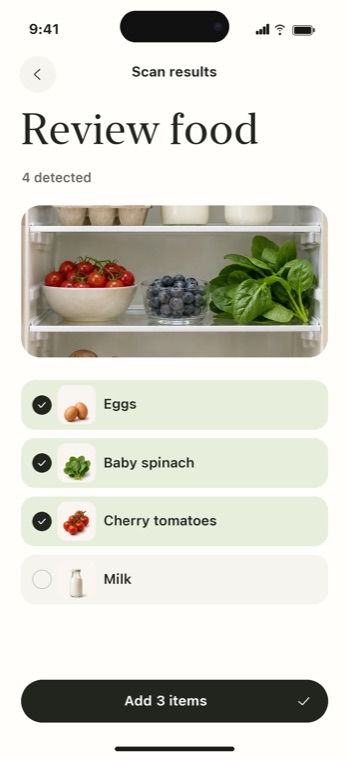 9:41
Scan results
Review food
4 detected
Eggs
Baby spinach
Cherry tomatoes
Milk
Add 3 items